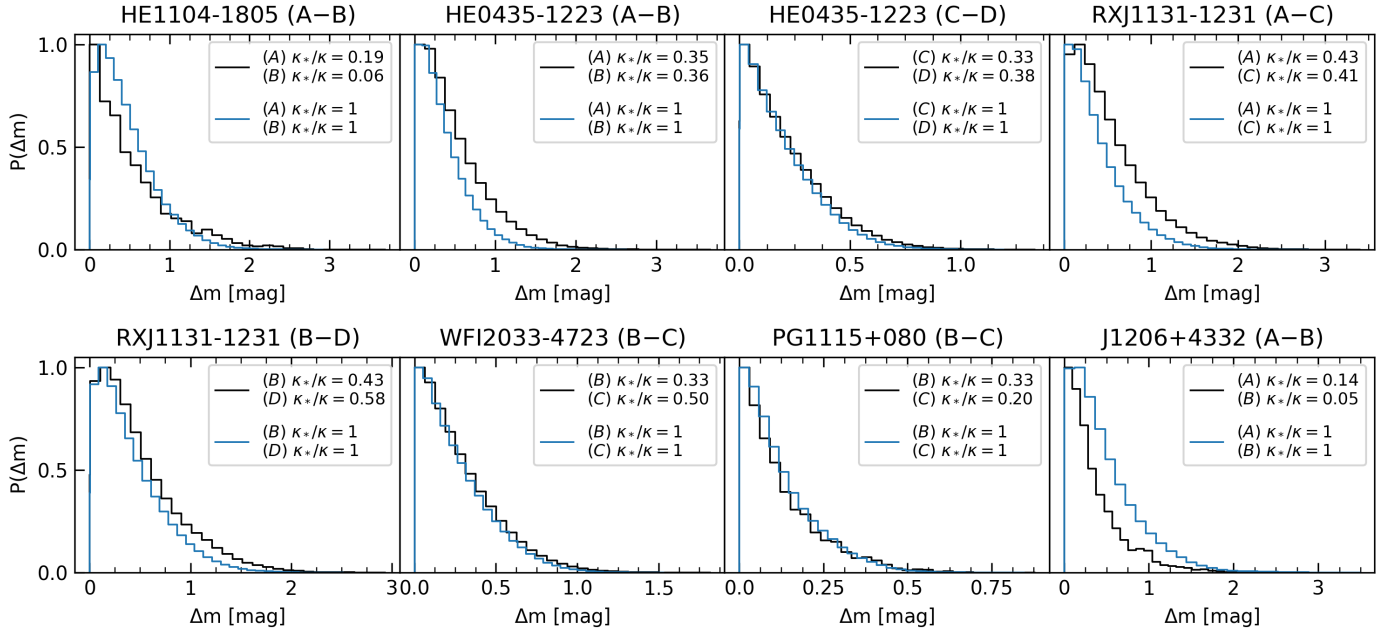 HE1104-1805 (A−B)
HE0435-1223 (A−B)
HE0435-1223 (C−D)
RXJ1131-1231 (A−C)
P(Δm)
1.0
0.5
0.0
(A) κ∗/κ = 0.19
(B) κ∗/κ = 0.06
(A) κ∗/κ = 1
(B) κ∗/κ = 1
(A) κ∗/κ = 0.35
(B) κ∗/κ = 0.36
(A) κ∗/κ = 1
(B) κ∗/κ = 1
(C) κ∗/κ = 0.33
(D) κ∗/κ = 0.38
(C) κ∗/κ = 1
(D) κ∗/κ = 1
(A) κ∗/κ = 0.43
(C) κ∗/κ = 0.41
(A) κ∗/κ = 1
(C) κ∗/κ = 1
0 1 2 3
0 1 2 3
0.0 0.5 1.0
0 1 2 3
Δm [mag]
Δm [mag]
Δm [mag]
Δm [mag]
RXJ1131-1231 (B−D)
WFI2033-4723 (B−C)
PG1115+080 (B−C)
J1206+4332 (A−B)
P(Δm)
1.0
0.5
0.0
(B) κ∗/κ = 0.43
(D) κ∗/κ = 0.58
(B) κ∗/κ = 1
(D) κ∗/κ = 1
(B) κ∗/κ = 0.33
(C) κ∗/κ = 0.50
(B) κ∗/κ = 1
(C) κ∗/κ = 1
(B) κ∗/κ = 0.33
(C) κ∗/κ = 0.20
(B) κ∗/κ = 1
(C) κ∗/κ = 1
(A) κ∗/κ = 0.14
(B) κ∗/κ = 0.05
(A) κ∗/κ = 1
(B) κ∗/κ = 1
0 1 2 3
0.0 0.5 1.0 1.5
0.0 0.25 0.50 0.75
0 1 2 3
Δm [mag]
Δm [mag]
Δm [mag]
Δm [mag]